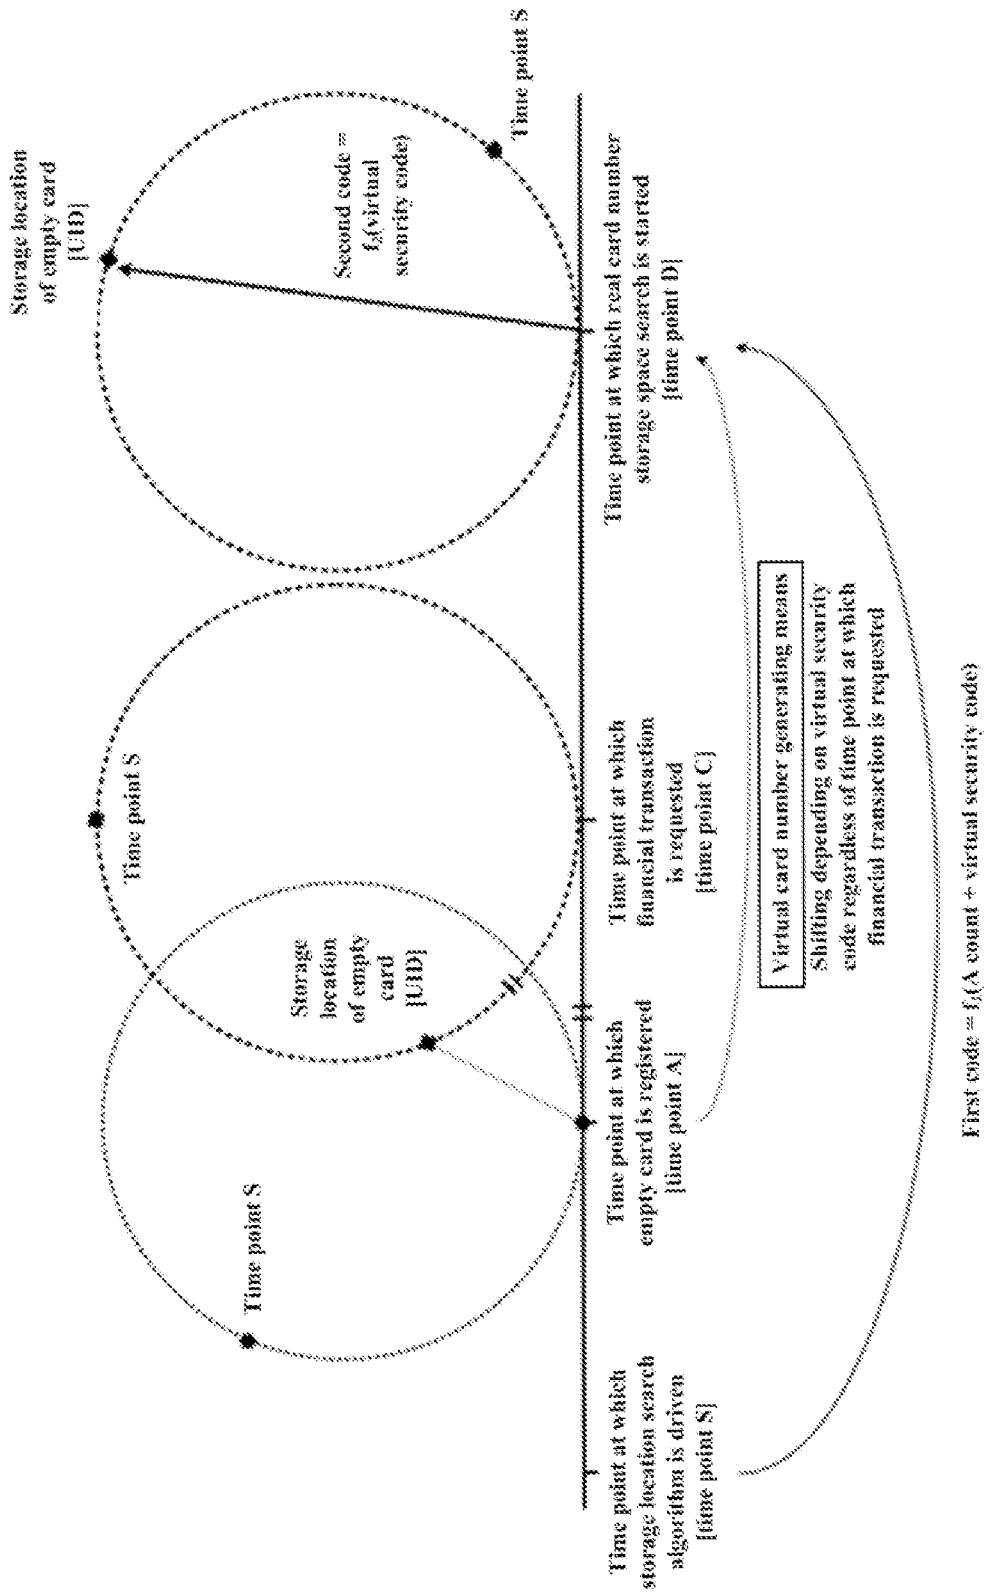 Storage location
of empty card
[UID]
Time point S
Second code =
f₂(virtual
security code)
Time point S
Storage
location
of empty
card
[UID]
Time point S
Time point at which
storage location search
algorithm is driven
[time point S]
Time point at which
empty card is registered
[time point A]
Time point at which
financial transaction
is requested
[time point C]
Time point at which real card number
storage space search is started
[time point D]
Virtual card number generating means
Shifting depending on virtual security
code regardless of time point at which
financial transaction is requested
First code = f₁(A count + virtual security code)